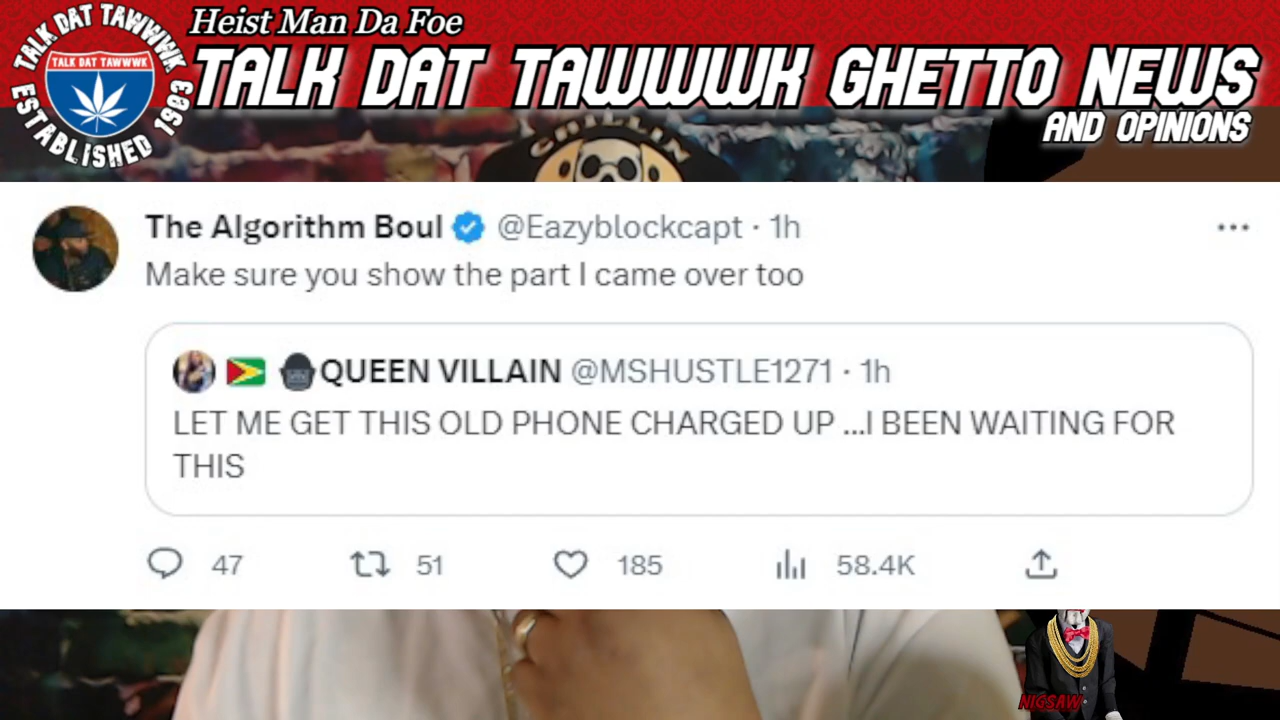 TALK DAT TAWWWK
TALK DAT TAWWWK
ESTABLISHED 1983
Heist Man Da Foe
TALK DAT TAWWWK GHETTO NEWS
AND OPINIONS
CHILLIN
The Algorithm Boul @Eazyblockcapt · 1h
Make sure you show the part I came over too
QUEEN VILLAIN @MSHUSTLE1271 · 1h
LET ME GET THIS OLD PHONE CHARGED UP ...I BEEN WAITING FOR
THIS
47 51 185 58.4K
NIGSAW